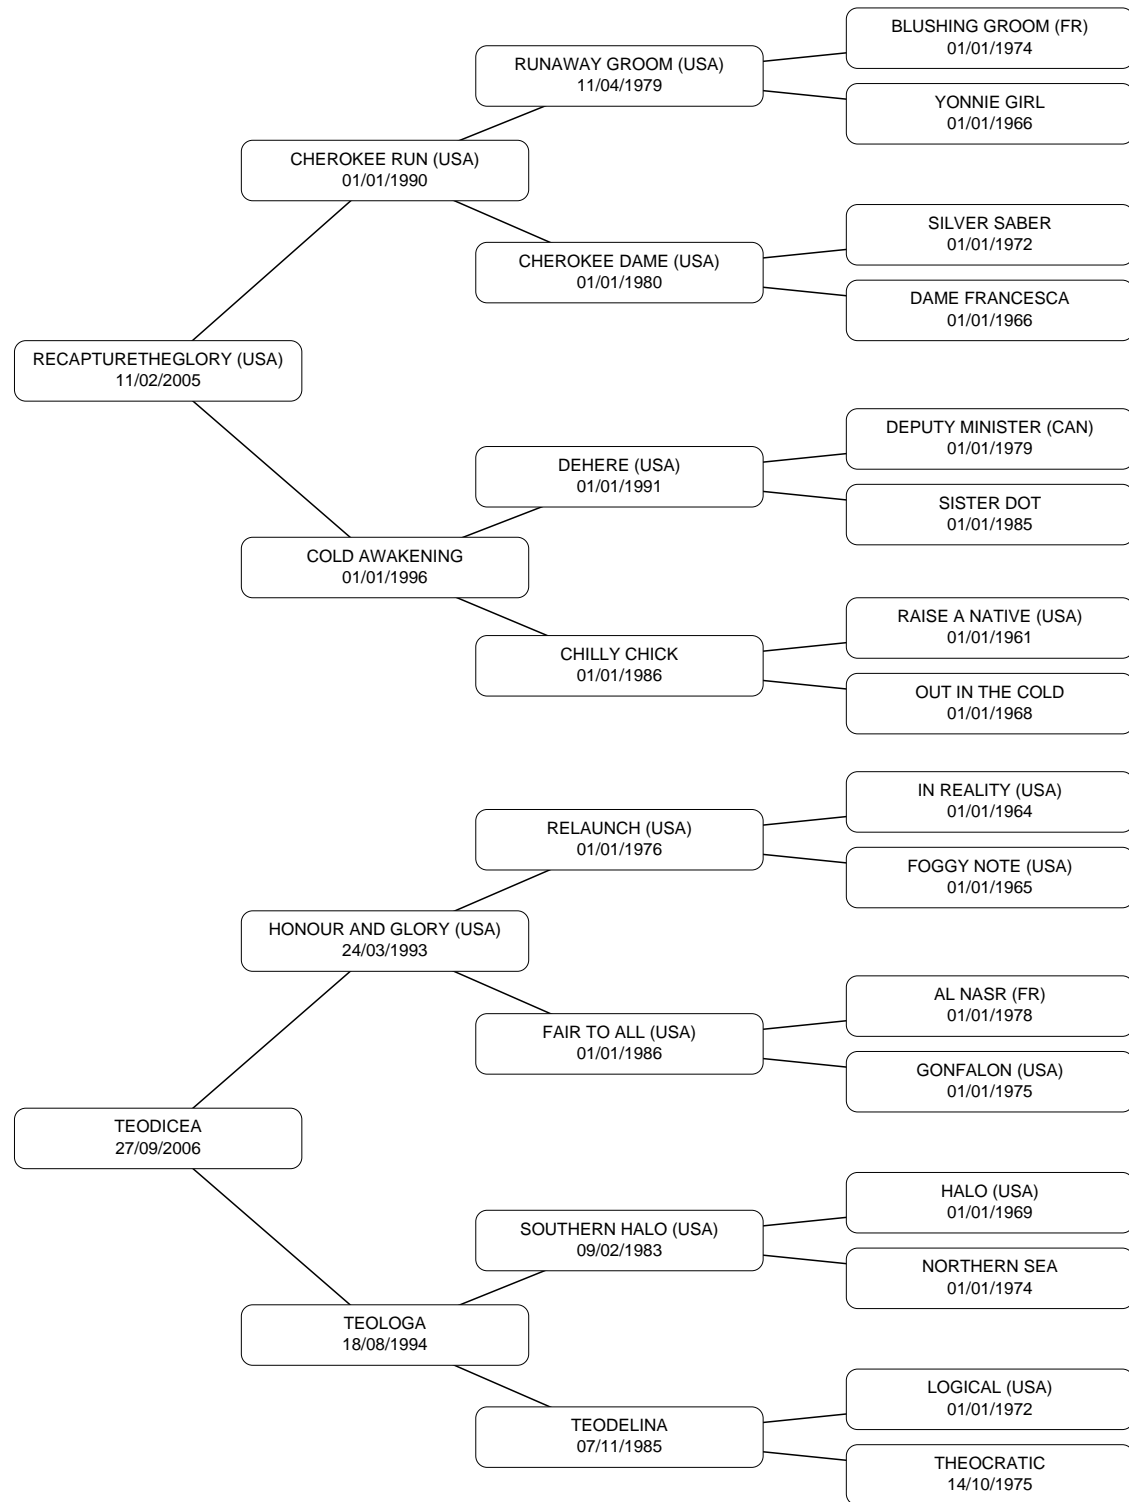 BLUSHING GROOM (FR)
01/01/1974
RUNAWAY GROOM (USA)
11/04/1979
YONNIE GIRL
01/01/1966
CHEROKEE RUN (USA)
01/01/1990
SILVER SABER
01/01/1972
CHEROKEE DAME (USA)
01/01/1980
DAME FRANCESCA
01/01/1966
RECAPTURETHEGLORY (USA)
11/02/2005
DEPUTY MINISTER (CAN)
01/01/1979
DEHERE (USA)
01/01/1991
SISTER DOT
01/01/1985
COLD AWAKENING
01/01/1996
RAISE A NATIVE (USA)
01/01/1961
CHILLY CHICK
01/01/1986
OUT IN THE COLD
01/01/1968
IN REALITY (USA)
01/01/1964
RELAUNCH (USA)
01/01/1976
FOGGY NOTE (USA)
01/01/1965
HONOUR AND GLORY (USA)
24/03/1993
AL NASR (FR)
01/01/1978
FAIR TO ALL (USA)
01/01/1986
GONFALON (USA)
01/01/1975
TEODICEA
27/09/2006
HALO (USA)
01/01/1969
SOUTHERN HALO (USA)
09/02/1983
NORTHERN SEA
01/01/1974
TEOLOGA
18/08/1994
LOGICAL (USA)
01/01/1972
TEODELINA
07/11/1985
THEOCRATIC
14/10/1975